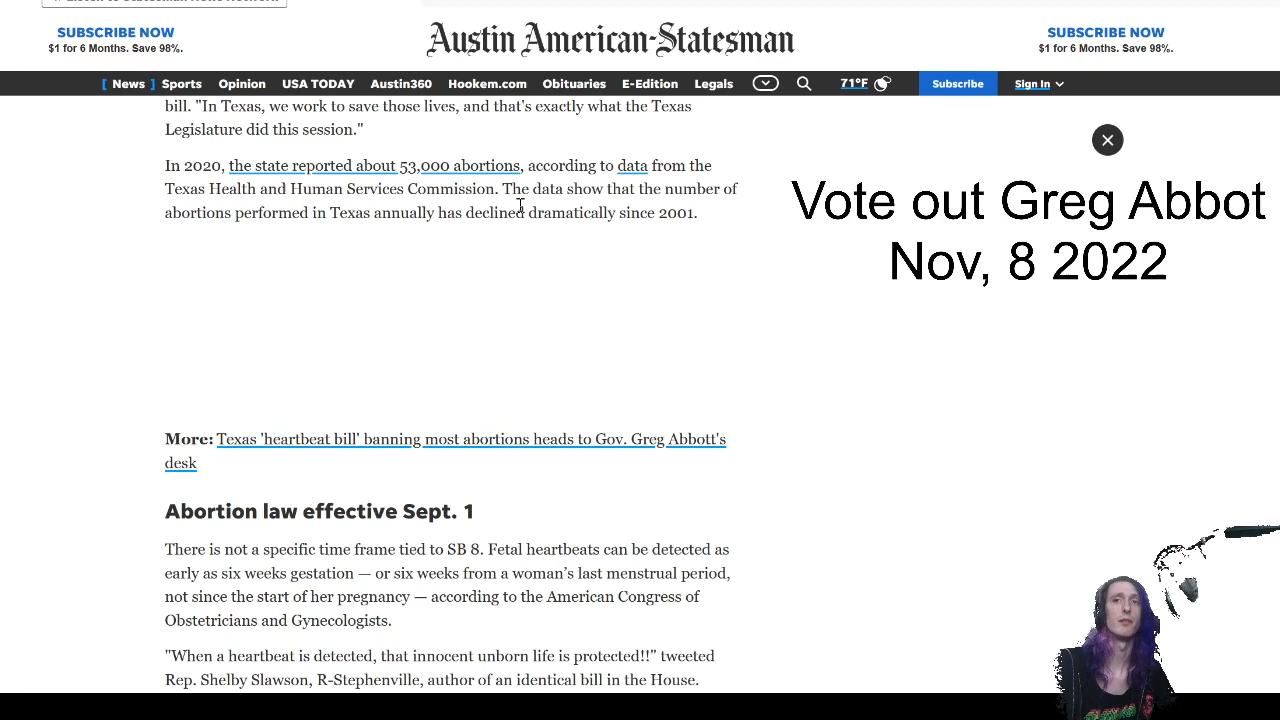 SUBSCRIBE NOW
$1 for 6 Months. Save 98%.
Austin American-Statesman
SUBSCRIBE NOW
$1 for 6 Months. Save 98%.
[ News ] Sports Opinion USA TODAY Austin360 Hookem.com Obituaries E-Edition Legals 71°F Subscribe Sign In
bill. "In Texas, we work to save those lives, and that's exactly what the Texas
Legislature did this session."
In 2020, the state reported about 53,000 abortions, according to data from the
Texas Health and Human Services Commission. The data show that the number of
abortions performed in Texas annually has declined dramatically since 2001.
Vote out Greg Abbot
Nov, 8 2022
More: Texas 'heartbeat bill' banning most abortions heads to Gov. Greg Abbott's
desk
Abortion law effective Sept. 1
There is not a specific time frame tied to SB 8. Fetal heartbeats can be detected as
early as six weeks gestation — or six weeks from a woman's last menstrual period,
not since the start of her pregnancy — according to the American Congress of
Obstetricians and Gynecologists.
"When a heartbeat is detected, that innocent unborn life is protected!!" tweeted
Rep. Shelby Slawson, R-Stephenville, author of an identical bill in the House.